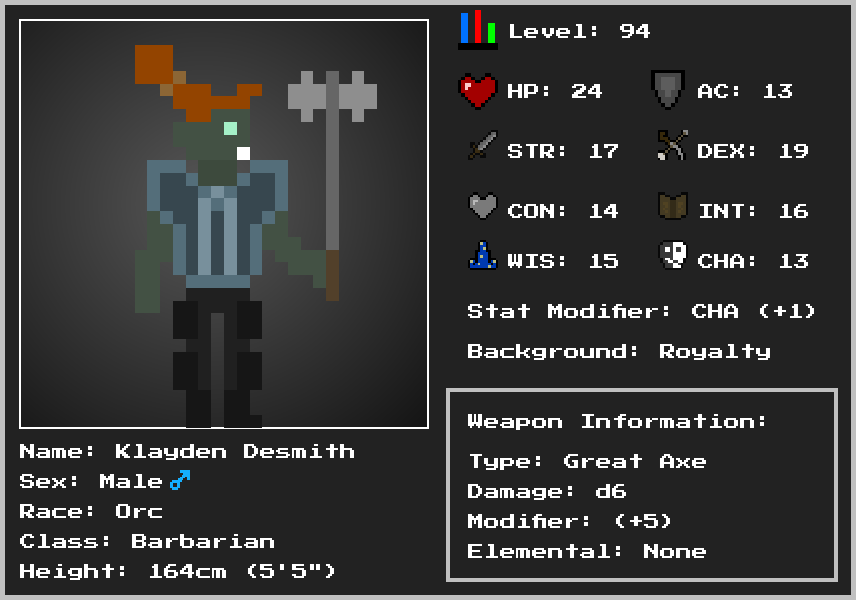 Level: 94
HP: 24 AC: 13
STR: 17 DEX: 19
CON: 14 INT: 16
WIS: 15 CHA: 13
Stat Modifier: CHA (+1)
Background: Royalty
Name: Klayden Desmith
Sex: Male ♂
Race: Orc
Class: Barbarian
Height: 164cm (5'5")
Weapon Information:
Type: Great Axe
Damage: d6
Modifier: (+5)
Elemental: None